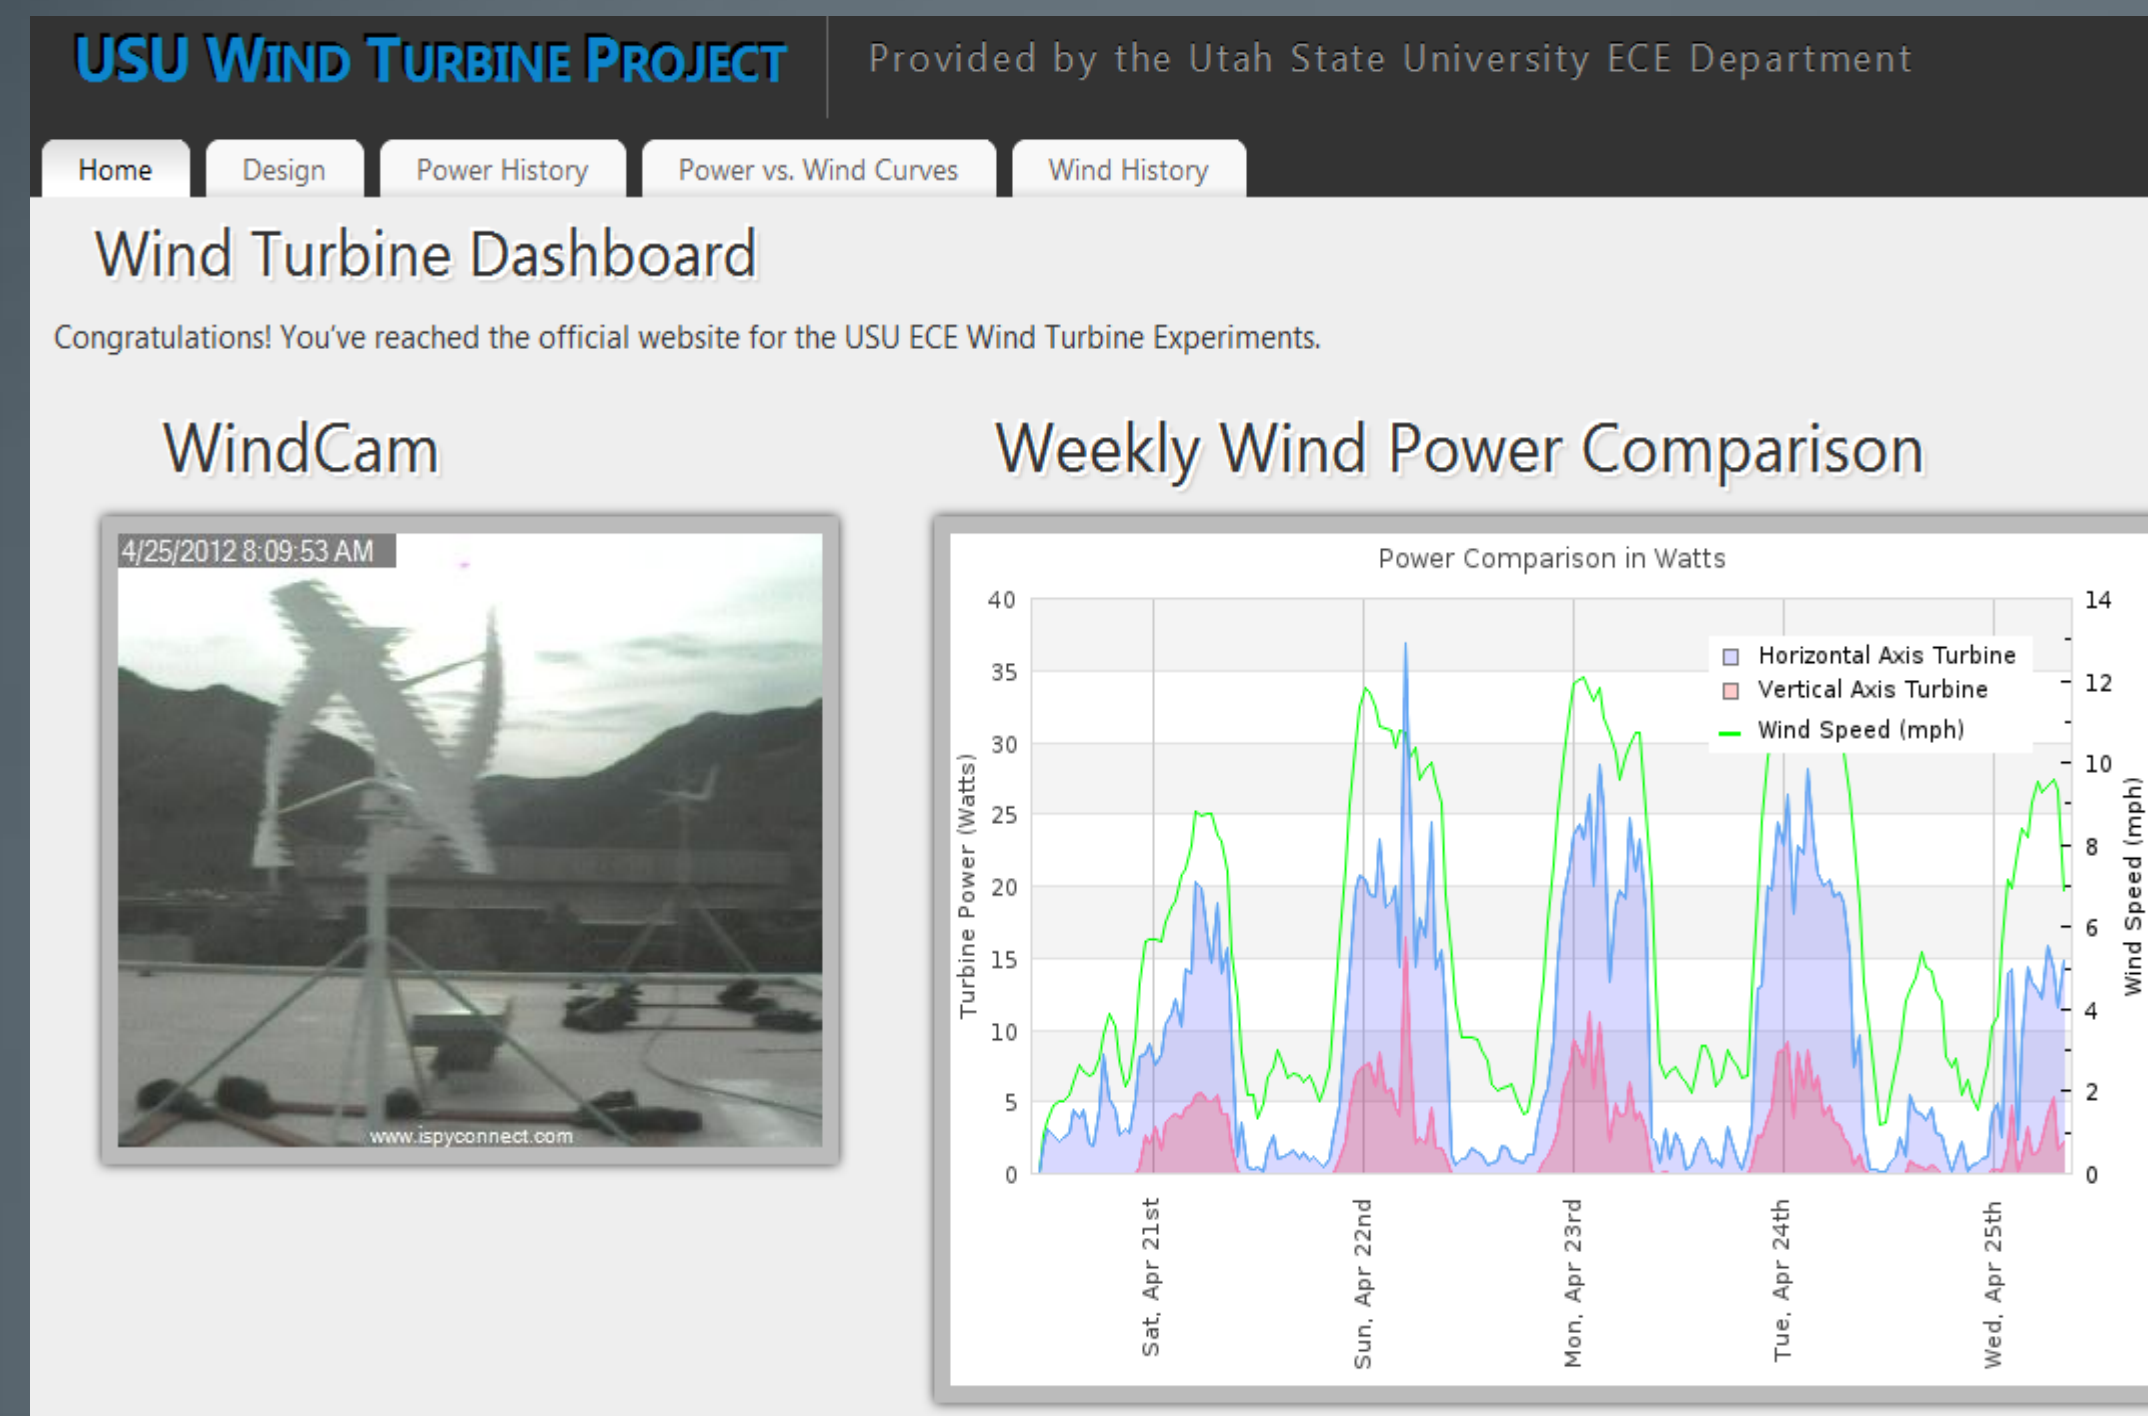 USU WIND TURBINE PROJECT
Provided by the Utah State University ECE Department
Home
Design
Power History
Power vs. Wind Curves
Wind History
Wind Turbine Dashboard
Congratulations! You've reached the official website for the USU ECE Wind Turbine Experiments.
WindCam
4/25/2012 8:09:53 AM
www.ispyconnect.com
Weekly Wind Power Comparison
Power Comparison in Watts
Turbine Power (Watts)
40
35
30
25
20
15
10
5
0
Horizontal Axis Turbine
Vertical Axis Turbine
Wind Speed (mph)
14
12
10
8
6
4
2
0
Wind Speed (mph)
Sat, Apr 21st
Sun, Apr 22nd
Mon, Apr 23rd
Tue, Apr 24th
Wed, Apr 25th